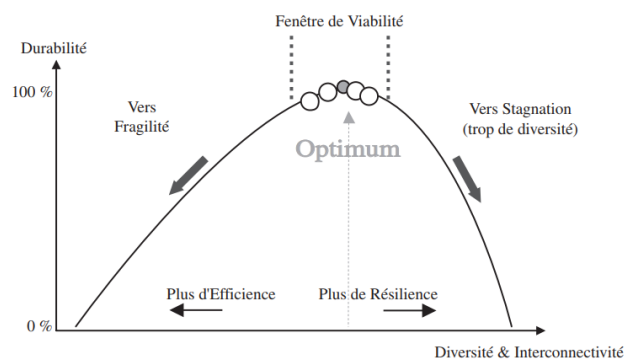 Fenêtre de Viabilité
Durabilité
100 %
Vers
Fragilité
Vers Stagnation
(trop de diversité)
Optimum
Plus d'Efficience
Plus de Résilience
0 %
Diversité & Interconnectivité